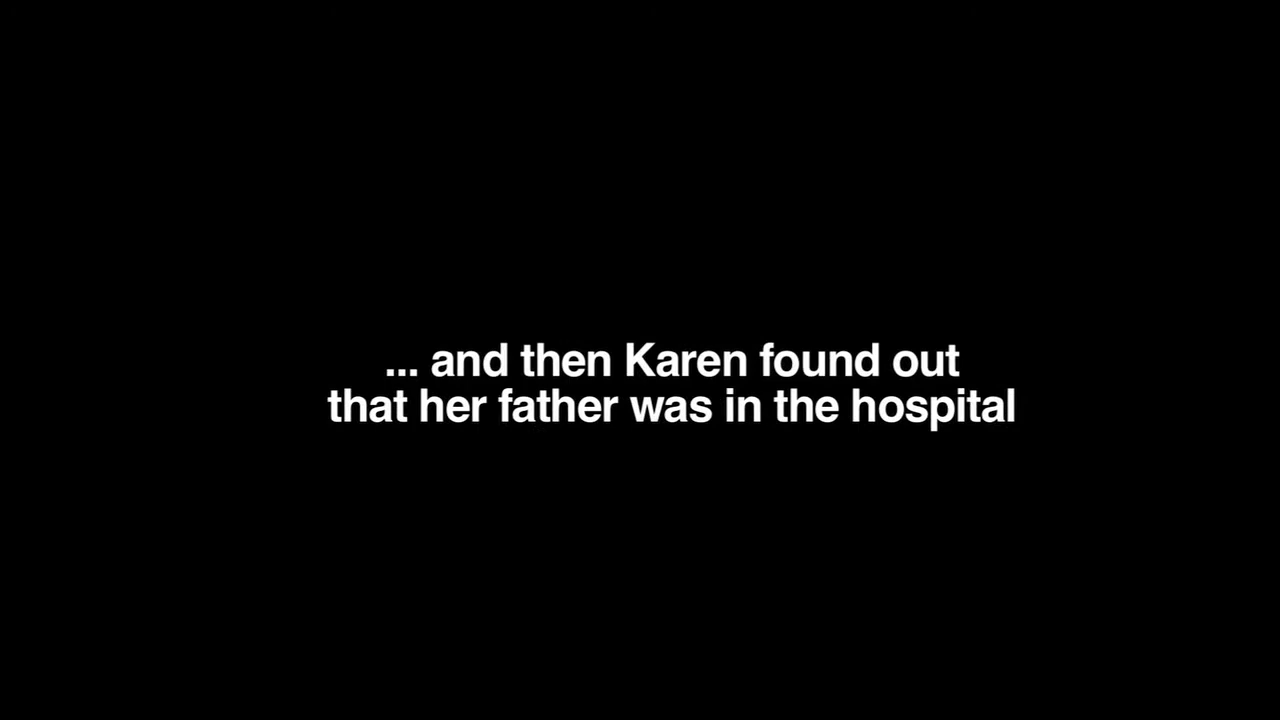 ... and then Karen found out
that her father was in the hospital